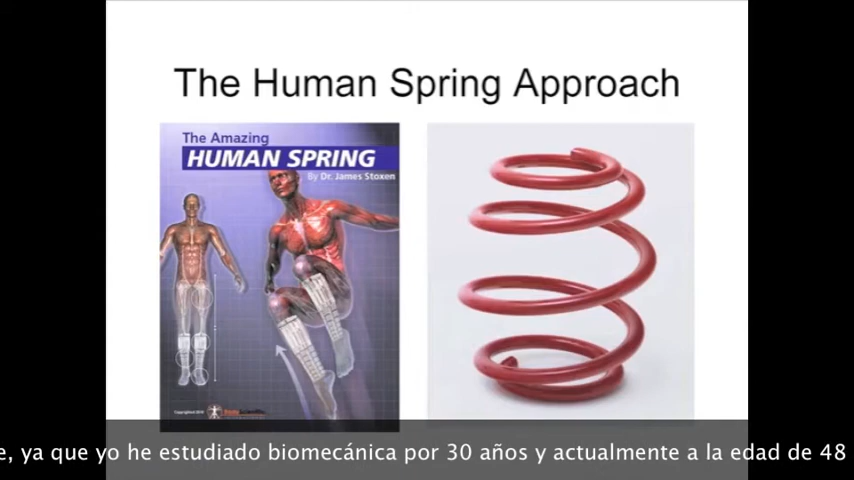 The Human Spring Approach
The Amazing
HUMAN SPRING
By Dr. James Stoxen
e, ya que yo he estudiado biomecánica por 30 años y actualmente a la edad de 48